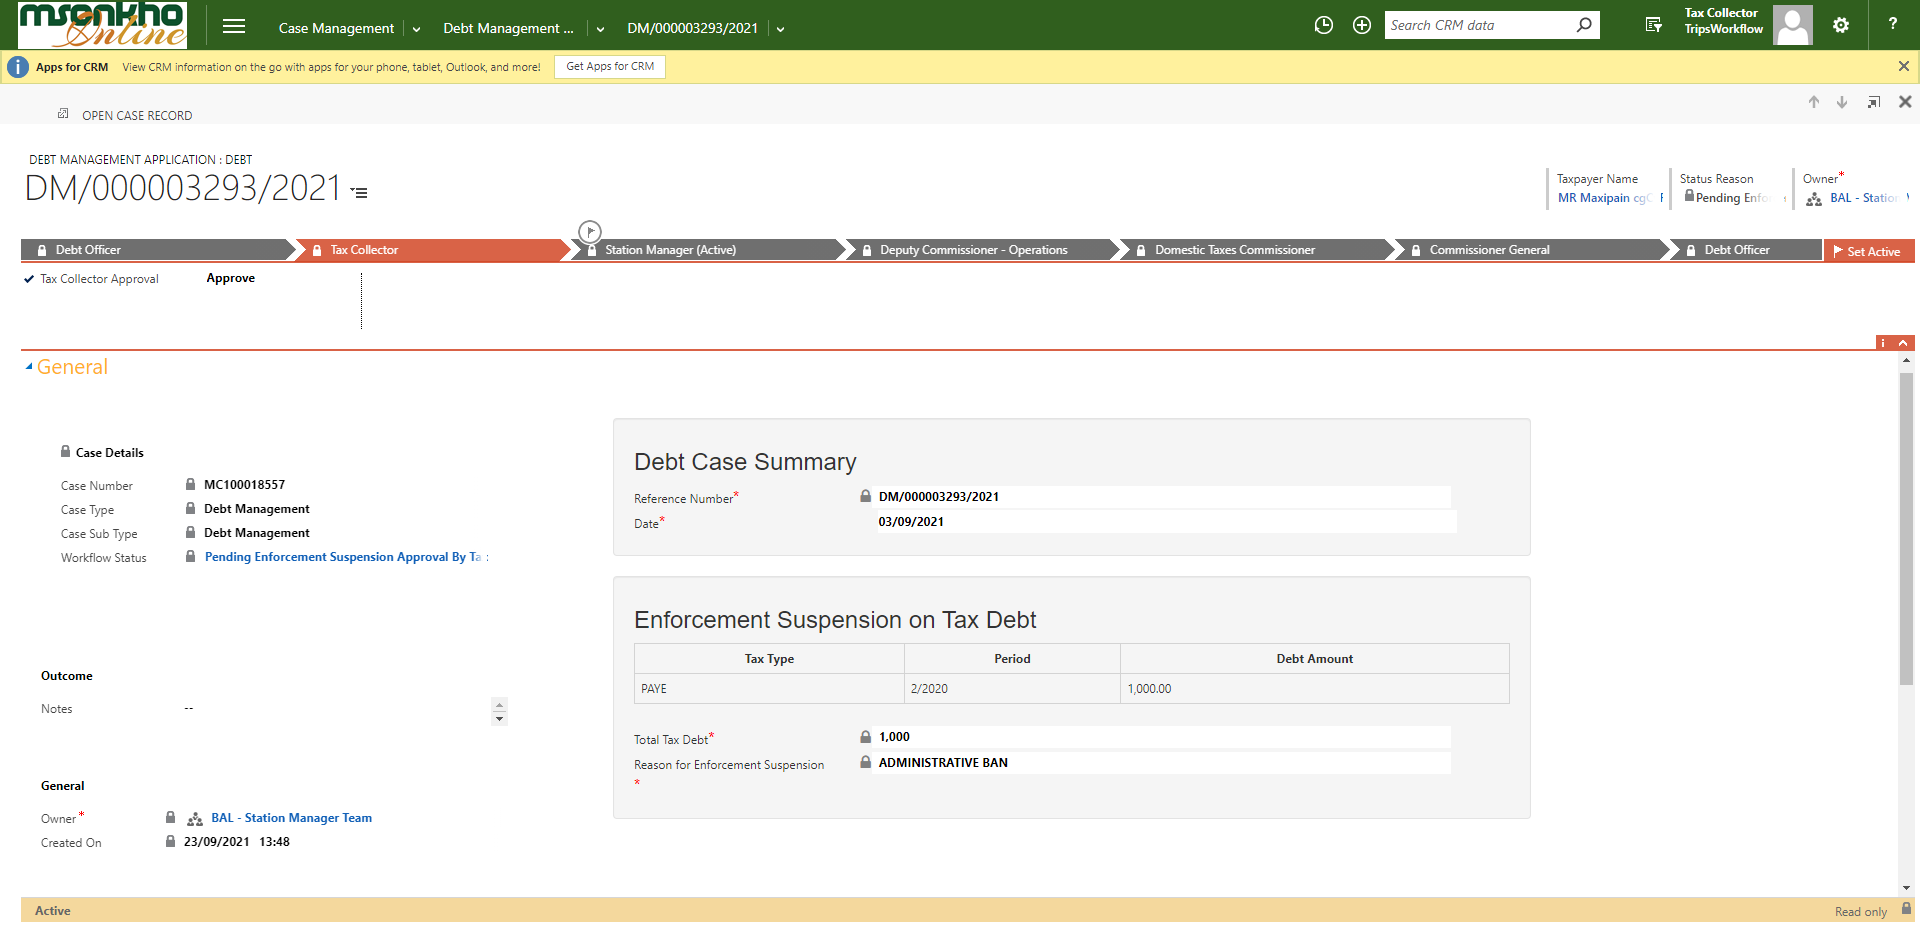 msonkho Online
Case Management
Debt Management ...
DM/000003293/2021
Search CRM data
Tax Collector
TripsWorkflow
?
i Apps for CRM View CRM information on the go with apps for your phone, tablet, Outlook, and more! Get Apps for CRM
OPEN CASE RECORD
DEBT MANAGEMENT APPLICATION : DEBT
DM/000003293/2021
Taxpayer Name
MR Maxipain
Status Reason
Pending Enfo
Owner*
BAL - Station
Debt Officer
Tax Collector
Station Manager (Active)
Deputy Commissioner - Operations
Domestic Taxes Commissioner
Commissioner General
Debt Officer
Set Active
Tax Collector Approval Approve
i
General
Case Details
Case Number MC100018557
Case Type Debt Management
Case Sub Type Debt Management
Workflow Status Pending Enforcement Suspension Approval By Ta
Outcome
Notes --
General
Owner* BAL - Station Manager Team
Created On 23/09/2021 13:48
Debt Case Summary
Reference Number* DM/000003293/2021
Date* 03/09/2021
Enforcement Suspension on Tax Debt
Tax Type Period Debt Amount
PAYE 2/2020 1,000.00
Total Tax Debt* 1,000
Reason for Enforcement Suspension ADMINISTRATIVE BAN
*
Active
Read only